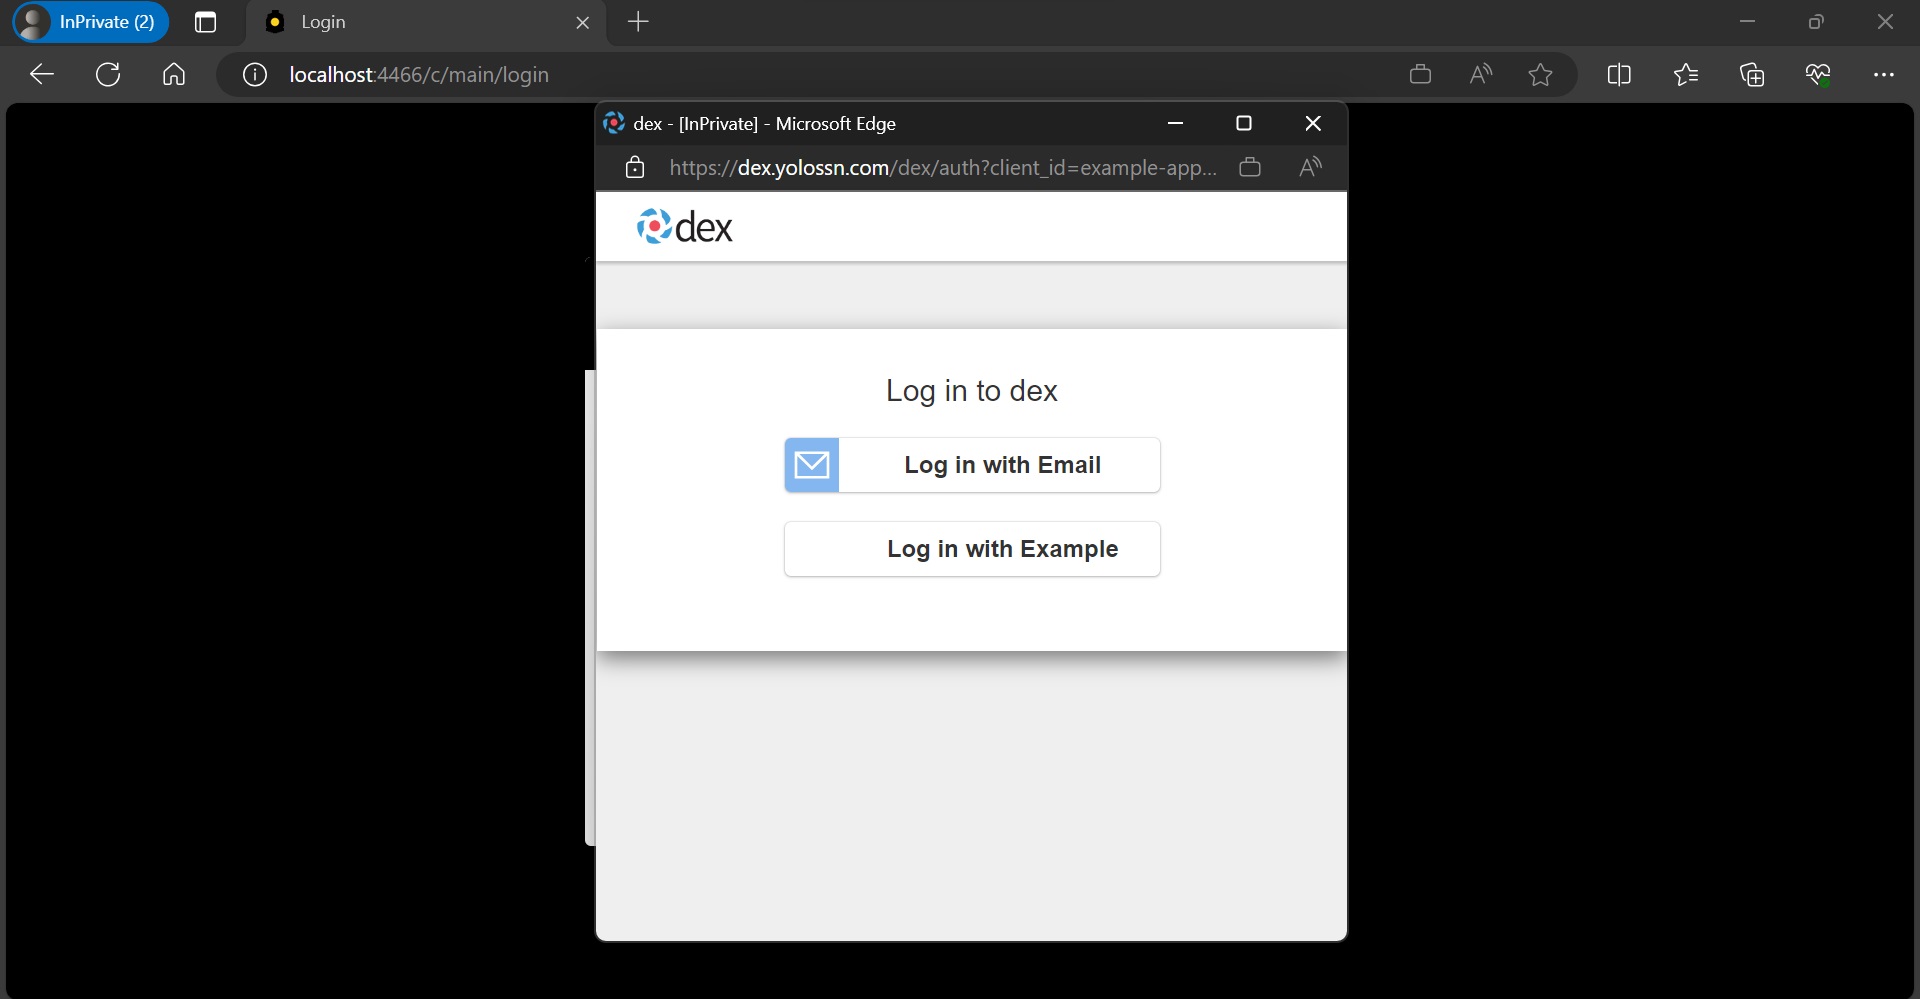 InPrivate (2)
Login
localhost:4466/c/main/login
dex - [InPrivate] - Microsoft Edge
https://dex.yolossn.com/dex/auth?client_id=example-app...
dex
Log in to dex
Log in with Email
Log in with Example